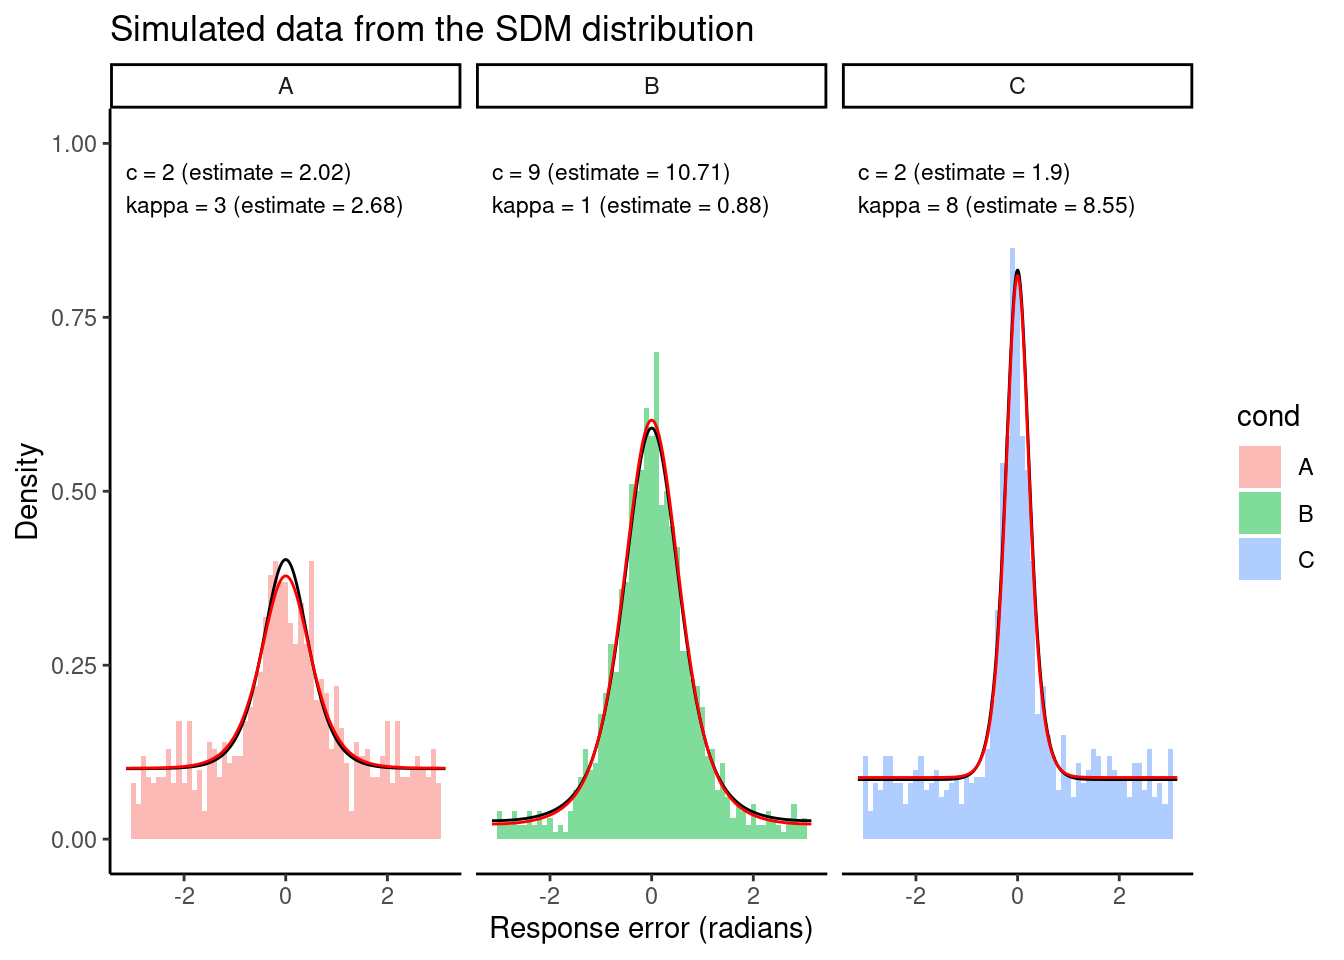 Simulated data from the SDM distribution
A
B
C
c = 2 (estimate = 2.02)
kappa = 3 (estimate = 2.68)
c = 9 (estimate = 10.71)
kappa = 1 (estimate = 0.88)
c = 2 (estimate = 1.9)
kappa = 8 (estimate = 8.55)
1.00
0.75
0.50
0.25
0.00
Density
-2
0
2
-2
0
2
-2
0
2
Response error (radians)
cond
A
B
C